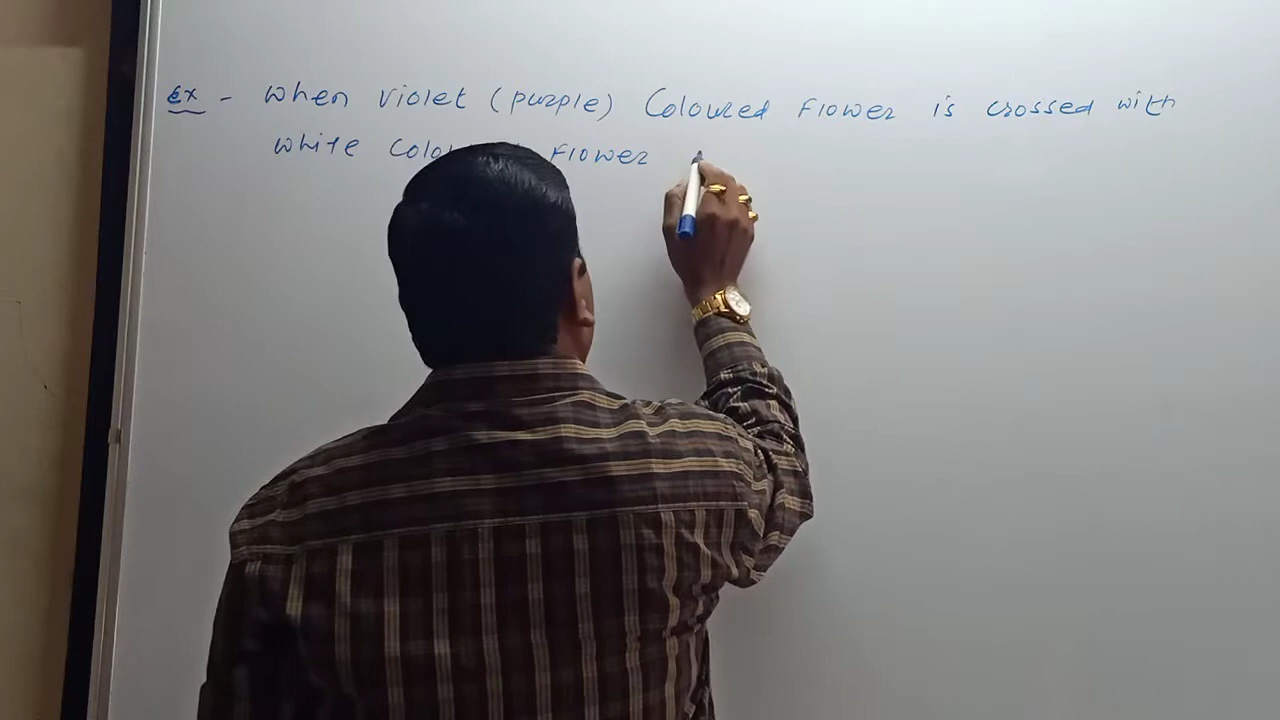 Ex - When violet (purple) Coloured Flower is crossed with
white Flower